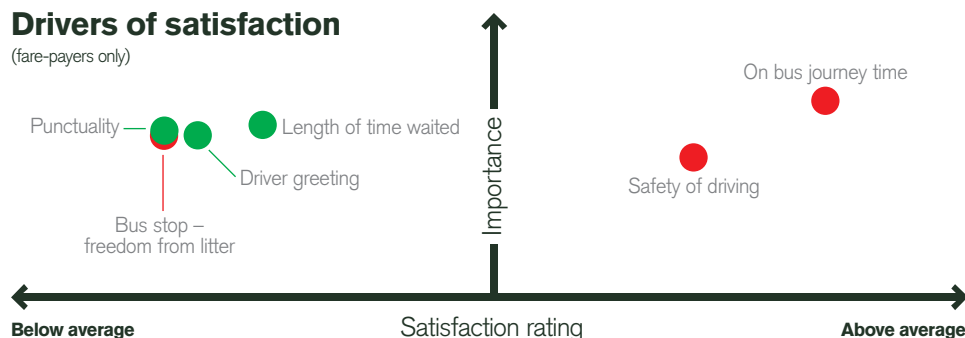 Drivers of satisfaction
(fare-payers only)
On bus journey time
Punctuality
Length of time waited
Importance
Driver greeting
Safety of driving
Bus stop –
freedom from litter
Below average
Satisfaction rating
Above average